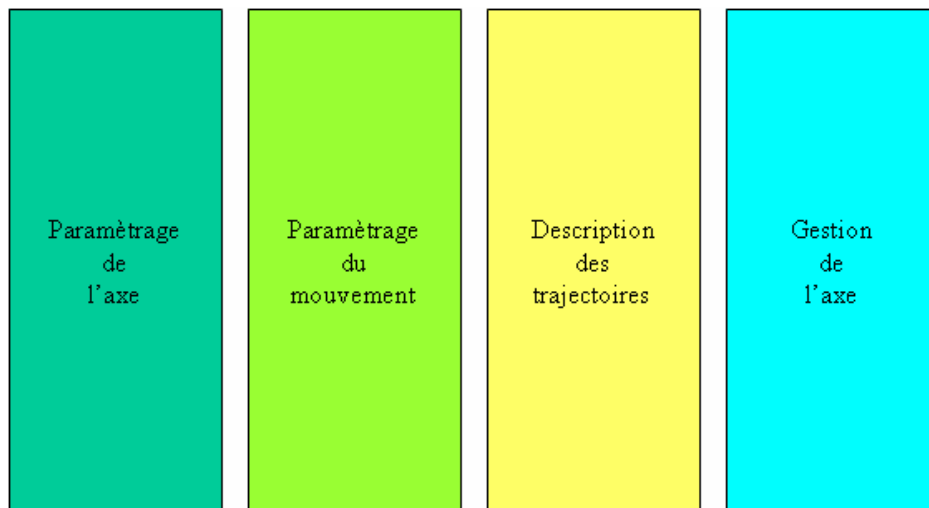 Paramètrage
de
l'axe
Paramètrage
du
mouvement
Description
des
trajectoires
Gestion
de
l'axe